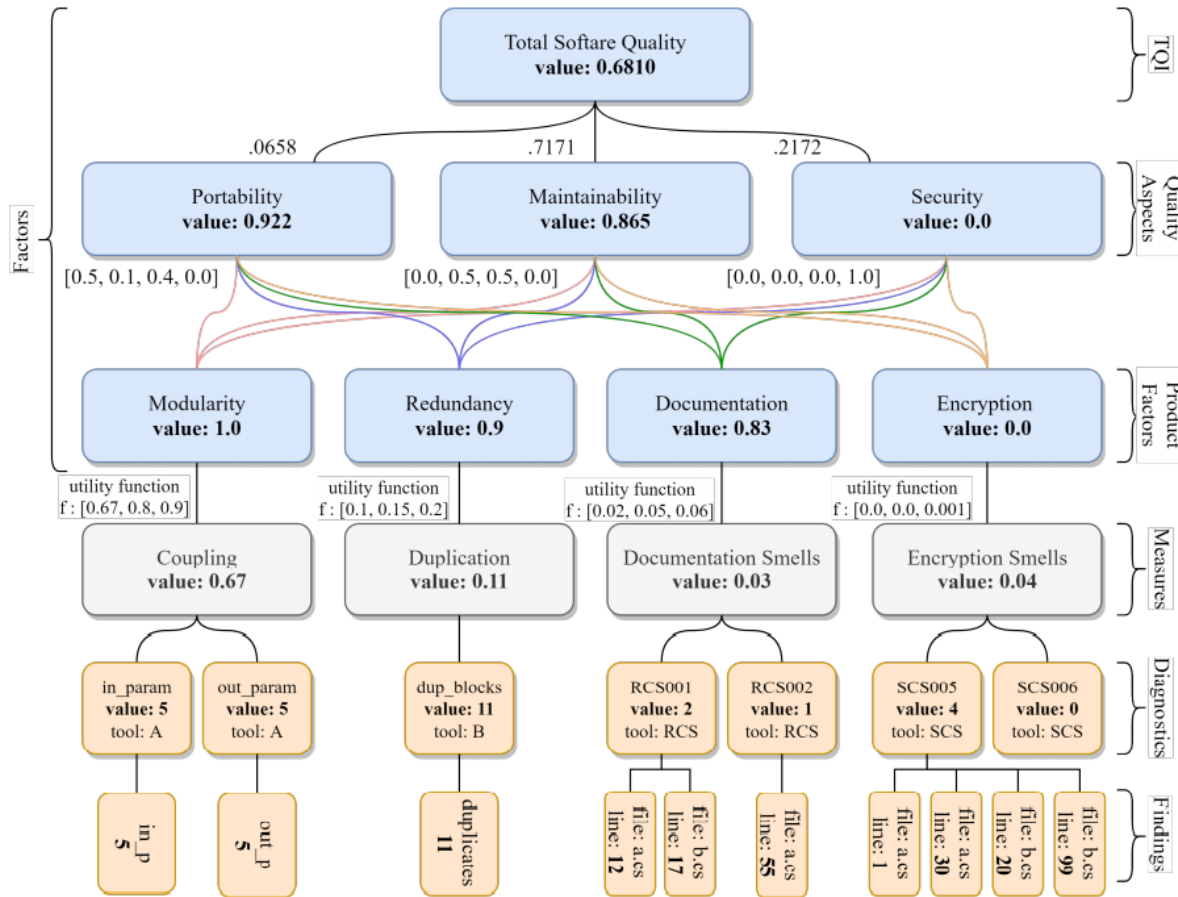 Total Softare Quality
value: 0.6810
TQI
.0658
.7171
.2172
Portability
value: 0.922
Maintainability
value: 0.865
Security
value: 0.0
Quality
Aspects
Factors
[0.5, 0.1, 0.4, 0.0]
[0.0, 0.5, 0.5, 0.0]
[0.0, 0.0, 0.0, 1.0]
Modularity
value: 1.0
Redundancy
value: 0.9
Documentation
value: 0.83
Encryption
value: 0.0
Product
Factors
utility function
f : [0.67, 0.8, 0.9]
utility function
f : [0.1, 0.15, 0.2]
utility function
f : [0.02, 0.05, 0.06]
utility function
f : [0.0, 0.0, 0.001]
Coupling
value: 0.67
Duplication
value: 0.11
Documentation Smells
value: 0.03
Encryption Smells
value: 0.04
Measures
in_param
value: 5
tool: A
out_param
value: 5
tool: A
dup_blocks
value: 11
tool: B
RCS001
value: 2
tool: RCS
RCS002
value: 1
tool: RCS
SCS005
value: 4
tool: SCS
SCS006
value: 0
tool: SCS
Diagnostics
in_p
5
out_p
5
duplicates
11
file: a.cs
line: 12
file: b.cs
line: 17
file: a.cs
line: 55
file: a.cs
line: 1
file: a.cs
line: 30
file: b.cs
line: 20
file: b.cs
line: 99
Findings